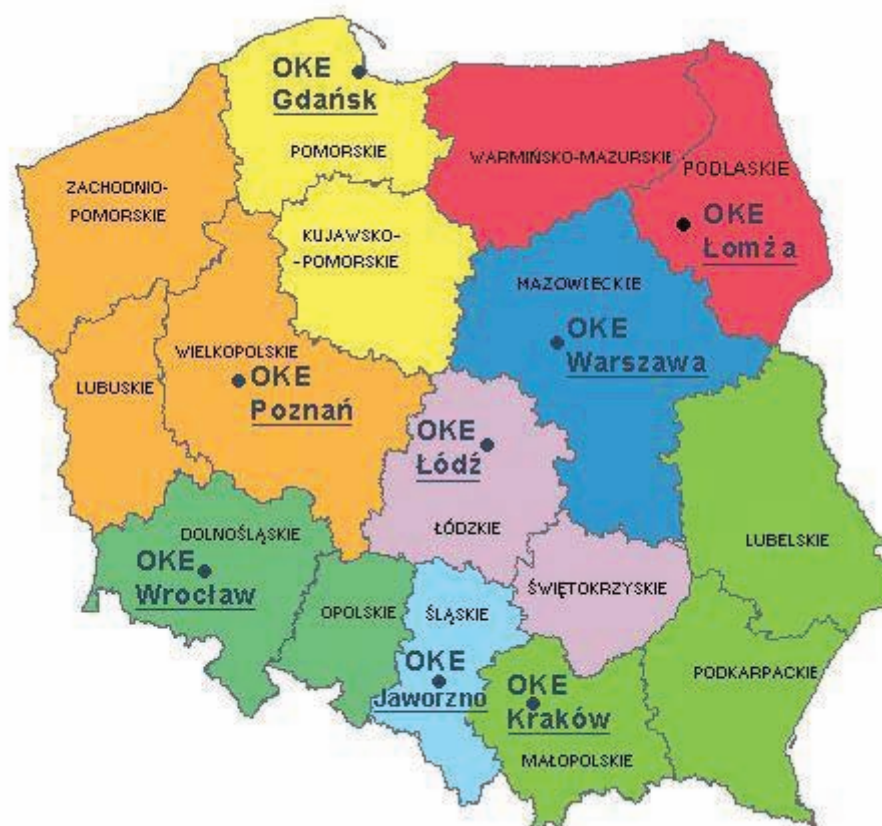 OKE
Gdańsk
POMORSKIE
WARMIŃSKO-MAZURSKIE
PODLASKIE
ZACHODNIO-
POMORSKIE
OKE
Łomża
KUJAWSKO-
-POMORSKIE
MAZOWIECKIE
OKE
Warszawa
WIELKOPOLSKIE
LUBUSKIE
OKE
Poznań
OKE
Łódź
ŁÓDZKIE
DOLNOŚLĄSKIE
LUBELSKIE
OKE
Wrocław
OPOLSKIE
ŚLĄSKIE
ŚWIĘTOKRZYSKIE
OKE
Jaworzno
OKE
Kraków
PODKARPACKIE
MAŁOPOLSKIE